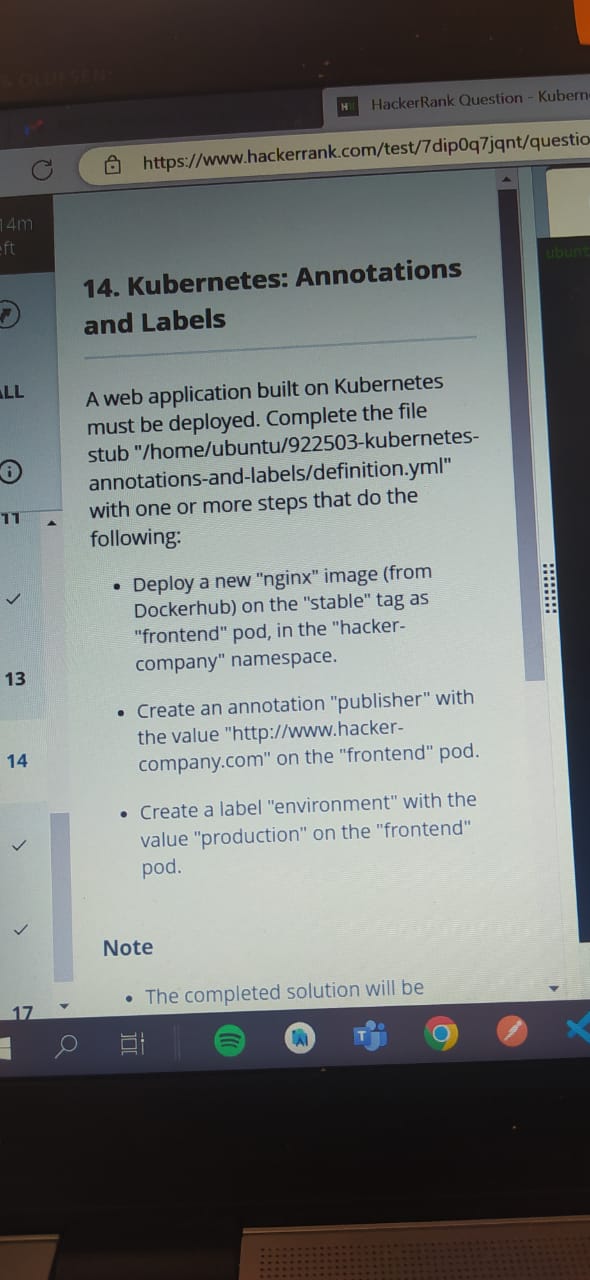 & OLUFSEN
HackerRank Question - Kubern
https://www.hackerrank.com/test/7dip0q7jqnt/questio
14m
eft
ALL
11
13
14
17
14. Kubernetes: Annotations
and Labels
A web application built on Kubernetes
must be deployed. Complete the file
stub "/home/ubuntu/922503-kubernetes-
annotations-and-labels/definition.yml"
with one or more steps that do the
following:
• Deploy a new "nginx" image (from
Dockerhub) on the "stable" tag as
"frontend" pod, in the "hacker-
company" namespace.
• Create an annotation "publisher" with
the value "http://www.hacker-
company.com" on the "frontend" pod.
• Create a label "environment" with the
value "production" on the "frontend"
pod.
Note
• The completed solution will be
ubunt